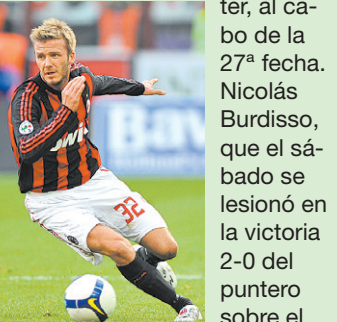 ter, al ca-
bo de la
27ª fecha.
Nicolás
Burdisso,
que el sá-
bado se
lesionó en
la victoria
2-0 del
puntero
sobre el
bwin
32